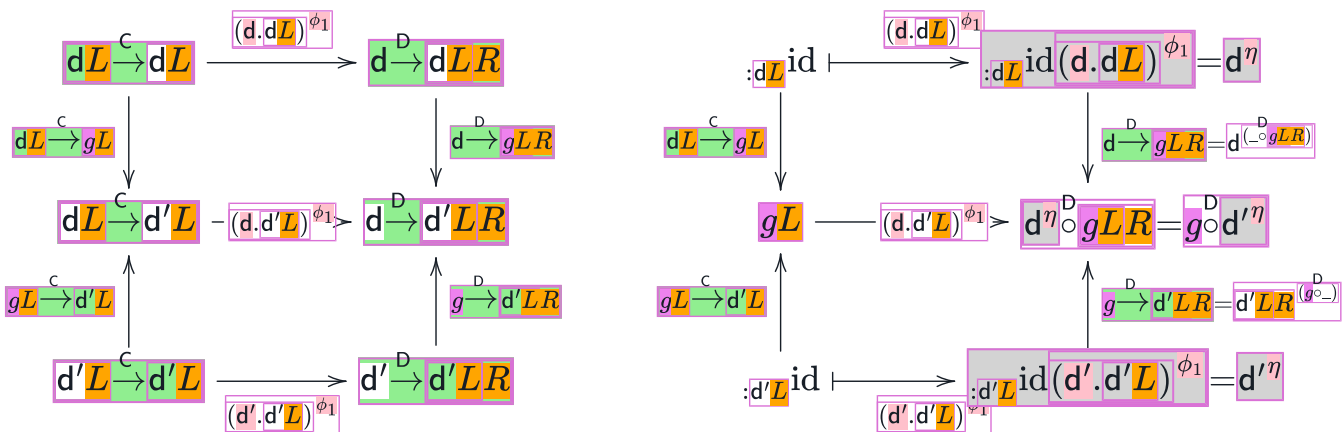 (d.dL)^ϕ₁
dL →^C dL
d →^D dLR
dL →^C gL
d →^D gLR
dL →^C d′L
(d.d′L)^ϕ₁
d →^D d′LR
gL →^C d′L
g →^D d′LR
d′L →^C d′L
d′ →^D d′LR
(d′.d′L)^ϕ₁
(d.dL)^ϕ₁
:dL id
:dL id(d.dL)^ϕ₁ = d^η
dL →^C gL
d →^D gLR = d^(_∘^D gLR)
gL
(d.d′L)^ϕ₁
d^η ∘^D gLR = g ∘^D d′^η
gL →^C d′L
g →^D d′LR = d′LR^(g∘^D _)
:d′L id
:d′L id(d′.d′L)^ϕ₁ = d′^η
(d′.d′L)^ϕ₁